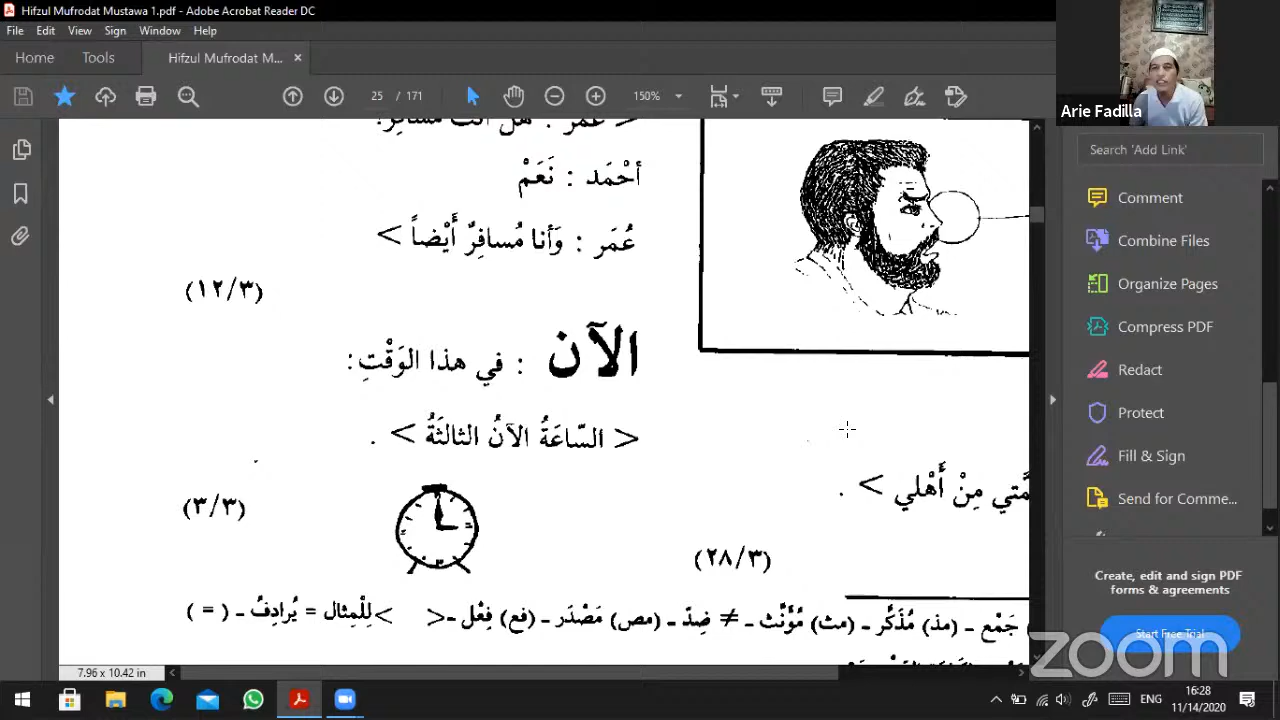 Hifzul Mufrodat Mustawa 1.pdf - Adobe Acrobat Reader DC
File Edit View Sign Window Help
Home Tools Hifzul Mufrodat M... ×
25 / 171 150%
Arie Fadilla
< عُمَر : هَلْ أَنْتَ مُسَافِرٌ؟
أَحْمَد : نَعَمْ
عُمَر : وَأَنا مُسافِرٌ أَيْضاً >
(١٢/٣)
الآن : في هذا الوَقْتِ :
< السّاعَةُ الآنُ الثالثَةُ > .
(٣/٣)
مِنْ أَهْلي > .
(٢٨/٣)
جَمْع - (مذ) مُذَكَّر - (مث) مُؤَنَّث - ≠ ضِدّ - (مص) مَصْدَر - (فع) فِعْل - < >لِلْمِثال = يُرادِفُ - ( = )
Search 'Add Link'
Comment
Combine Files
Organize Pages
Compress PDF
Redact
Protect
Fill & Sign
Send for Comme...
Create, edit and sign PDF
forms & agreements
Start Free Trial
zoom
7.96 x 10.42 in
ENG 16:28
11/14/2020